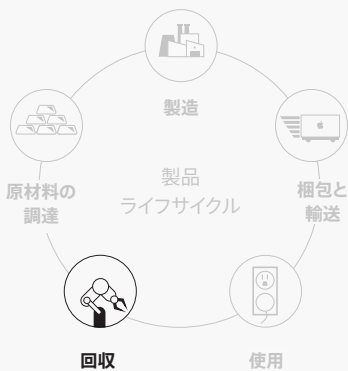 製造
原材料の
調達
製品
ライフサイクル
梱包と
輸送
回収
使用